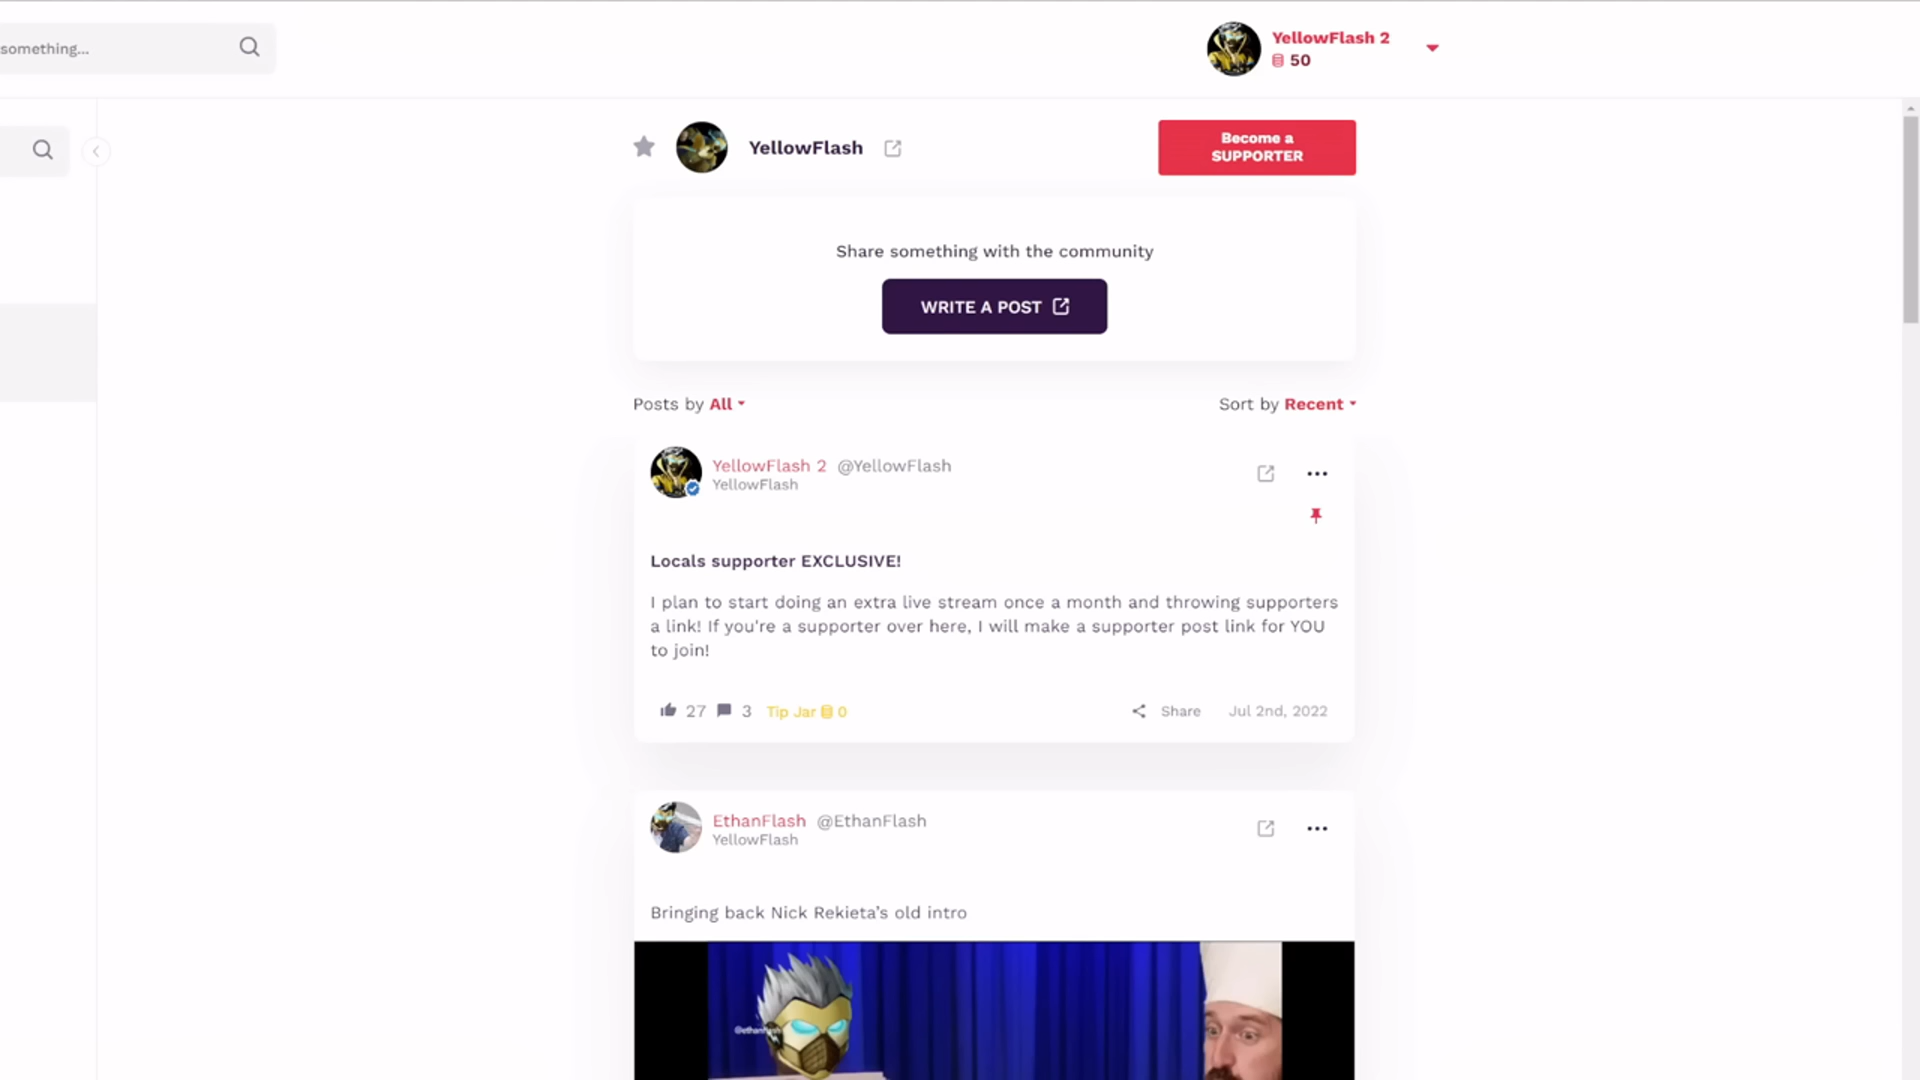 something...
YellowFlash 2
50
YellowFlash
Become a
SUPPORTER
Share something with the community
WRITE A POST
Posts by All
Sort by Recent
YellowFlash 2 @YellowFlash
YellowFlash
Locals supporter EXCLUSIVE!
I plan to start doing an extra live stream once a month and throwing supporters
a link! If you're a supporter over here, I will make a supporter post link for YOU
to join!
27 3 Tip Jar 0
Share Jul 2nd, 2022
EthanFlash @EthanFlash
YellowFlash
Bringing back Nick Rekieta’s old intro
@ethanflash